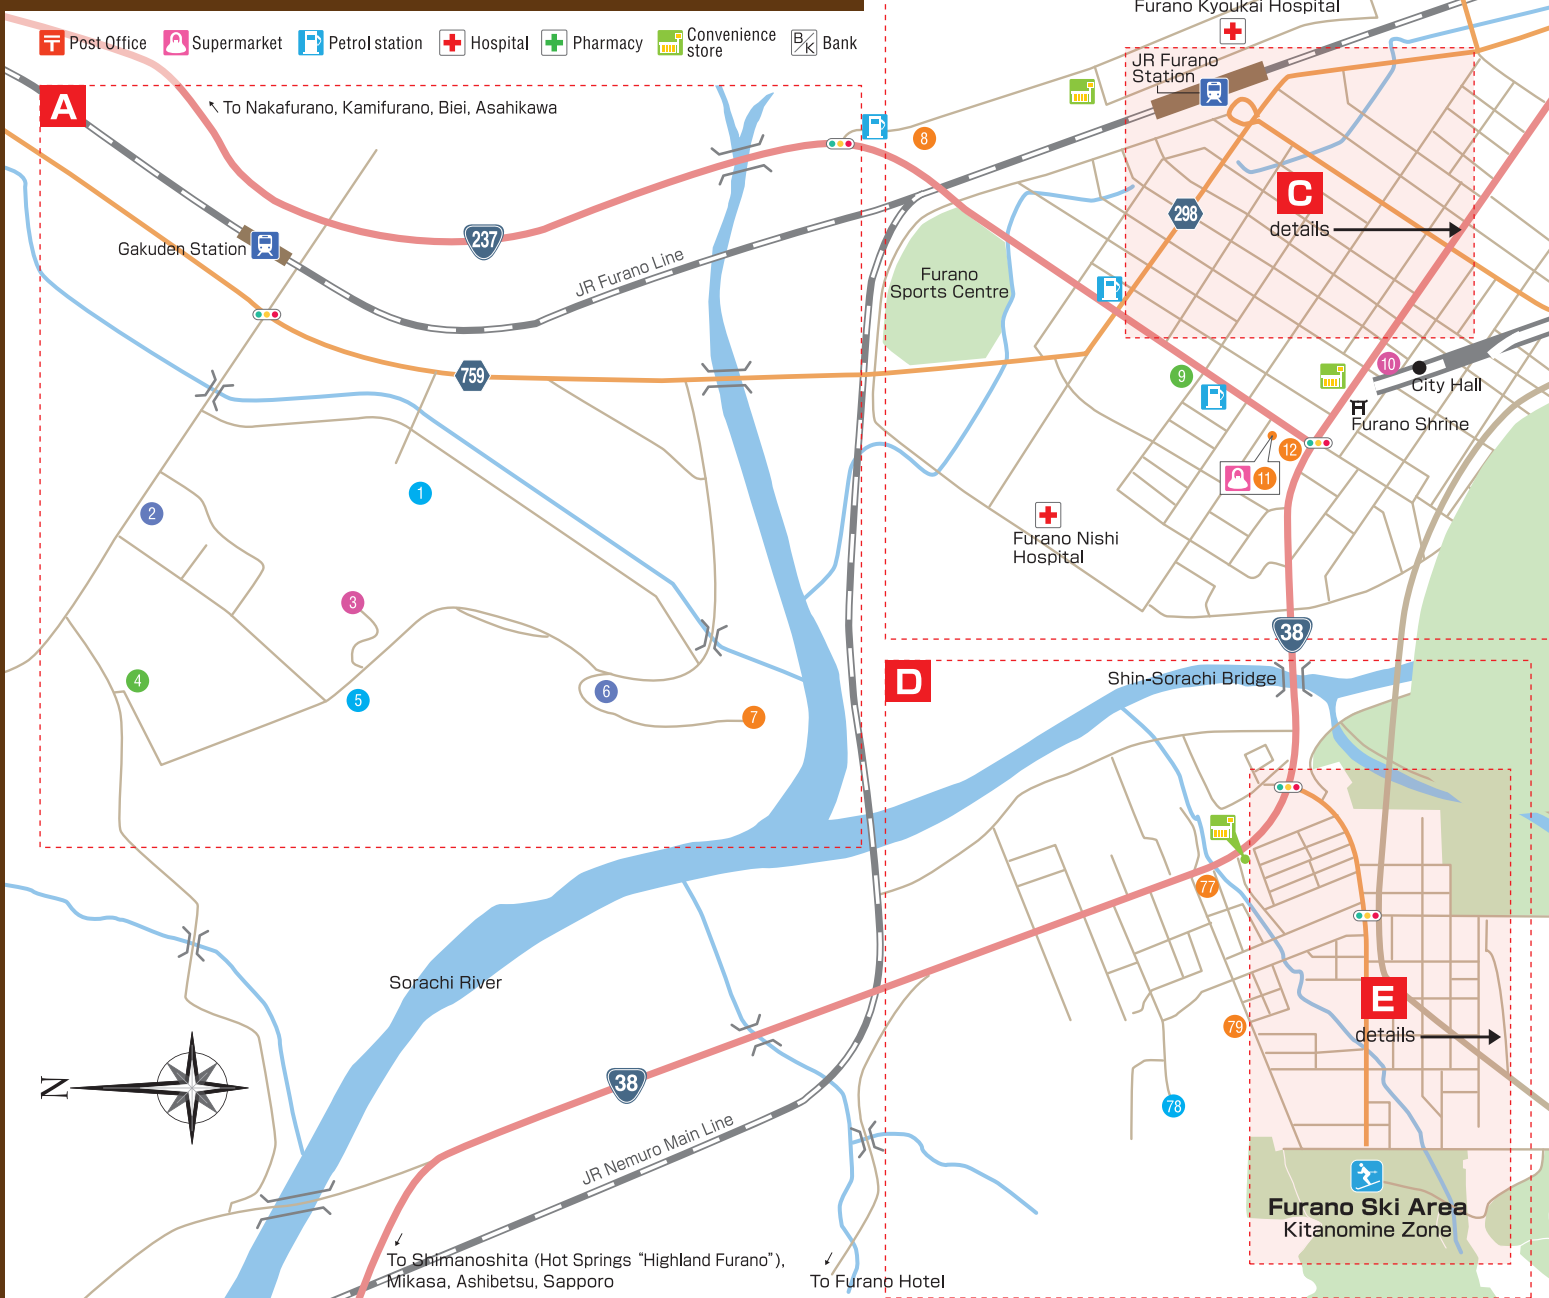 Furano Kyoukai Hospital
Post Office
Supermarket
Petrol station
Hospital
Pharmacy
Convenience
store
B/K
Bank
JR Furano
Station
A
To Nakafurano, Kamifurano, Biei, Asahikawa
8
C
details
298
237
Gakuden Station
JR Furano Line
Furano
Sports Centre
759
9
10
City Hall
Furano Shrine
12
11
1
2
Furano Nishi
Hospital
3
38
4
5
6
7
D
Shin-Sorachi Bridge
77
Sorachi River
E
details
79
N
38
78
JR Nemuro Main Line
Furano Ski Area
Kitanomine Zone
To Shimanoshita (Hot Springs “Highland Furano”),
Mikasa, Ashibetsu, Sapporo
To Furano Hotel